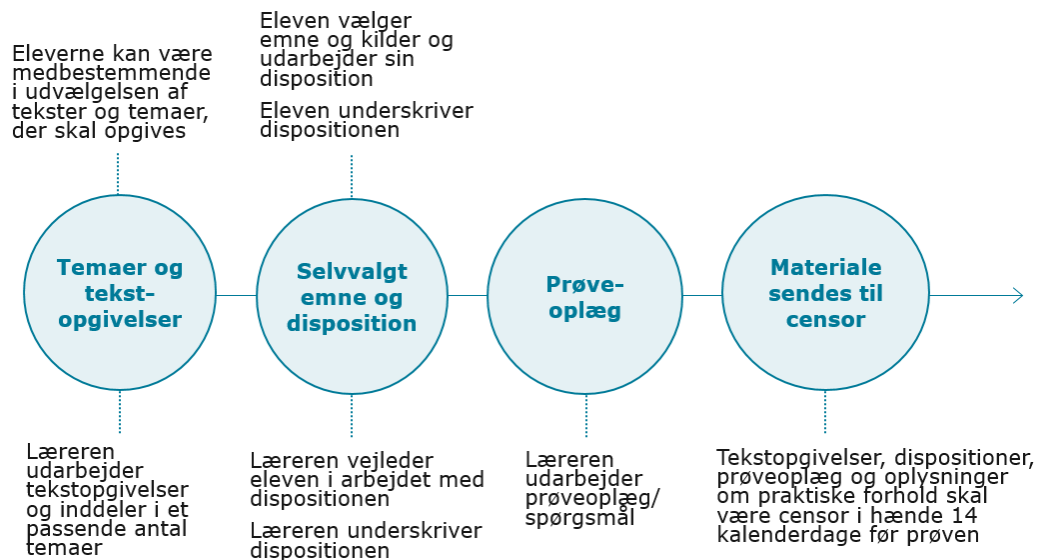 Eleverne kan være
medbestemmende
i udvælgelsen af
tekster og temaer,
der skal opgives
Eleven vælger
emne og kilder og
udarbejder sin
disposition
Eleven underskriver
dispositionen
Temaer og
tekst-
opgivelser
Selvvalgt
emne og
disposition
Prøve-
oplæg
Materiale
sendes til
censor
Læreren
udarbejder
tekstopgivelser
og inddeler i et
passende antal
temaer
Læreren vejleder
eleven i arbejdet med
dispositionen
Læreren underskriver
dispositionen
Læreren
udarbejder
prøveoplæg/
spørgsmål
Tekstopgivelser, dispositioner,
prøveoplæg og oplysninger
om praktiske forhold skal
være censor i hænde 14
kalenderdage før prøven